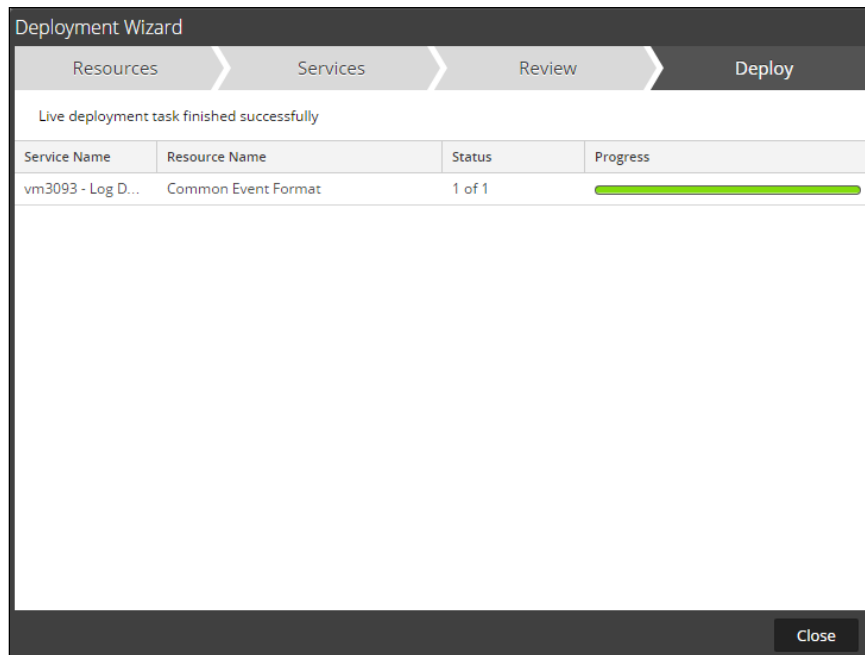 Deployment Wizard
Resources Services Review Deploy
Live deployment task finished successfully
Service Name Resource Name Status Progress
vm3093 - Log D... Common Event Format 1 of 1
Close